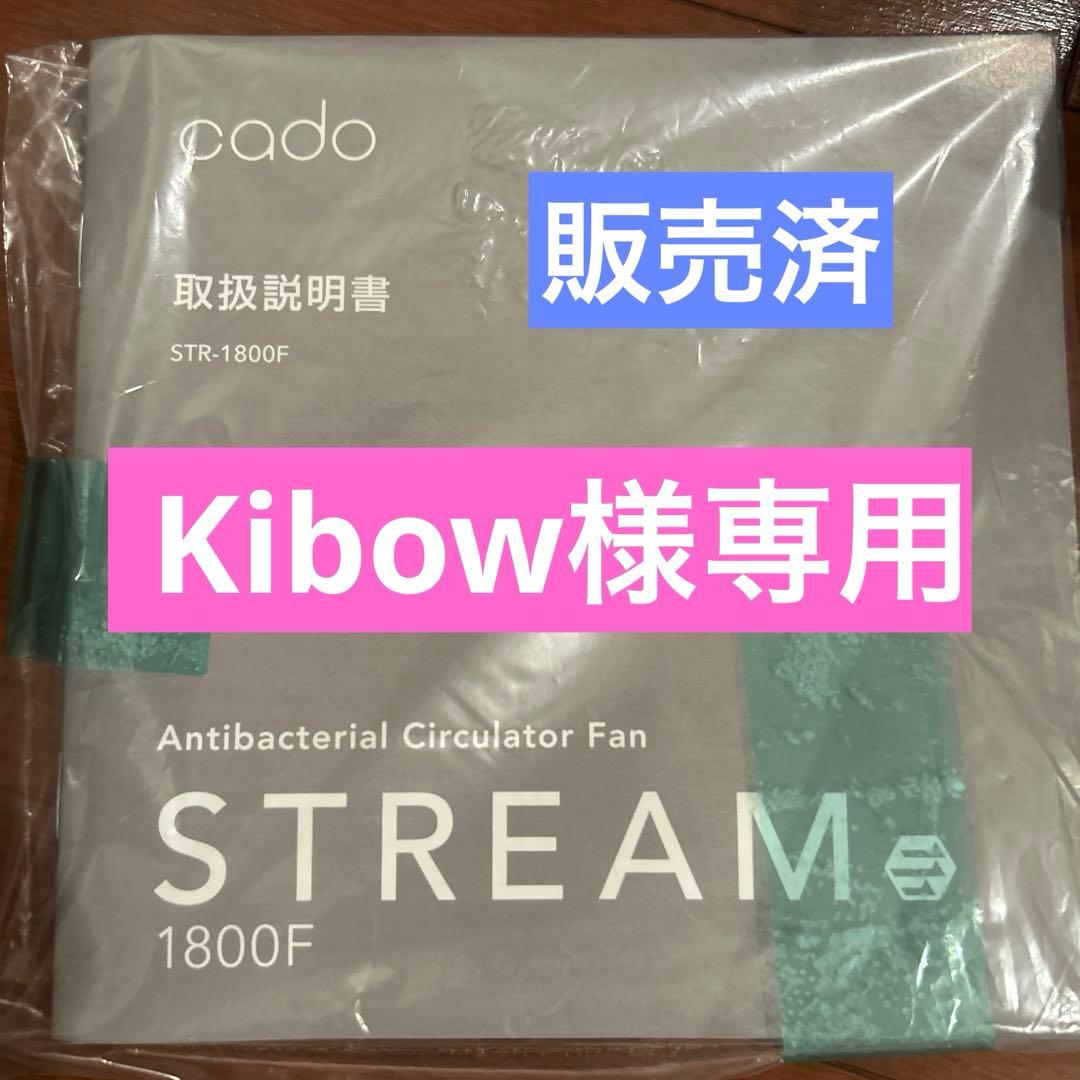 cado
販売済
取扱説明書
STR-1800F
Kibow様専用
Antibacterial Circulator Fan
STREAM
1800F